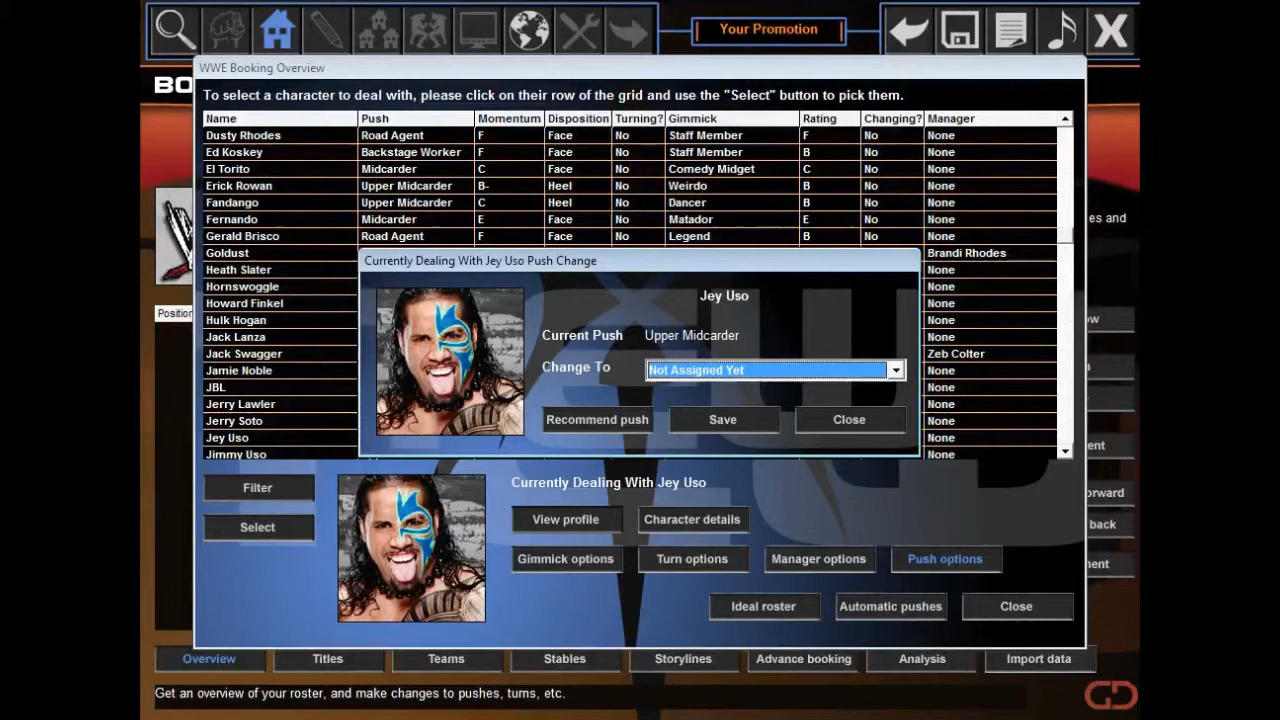 Your Promotion
BO
WWE Booking Overview
To select a character to deal with, please click on their row of the grid and use the "Select" button to pick them.
Name Push Momentum Disposition Turning? Gimmick Rating Changing? Manager
Dusty Rhodes Road Agent F Face No Staff Member F No None
Ed Koskey Backstage Worker F Face No Staff Member B No None
El Torito Midcarder C Face No Comedy Midget C No None
Erick Rowan Upper Midcarder B- Heel No Weirdo B No None
Fandango Upper Midcarder C Heel No Dancer B No None
es and
Fernando Midcarder E Face No Matador E No None
Gerald Brisco Road Agent F Face No Legend B No None
Goldust Brandi Rhodes
Heath Slater None
Hornswoggle None
Howard Finkel None
Hulk Hogan None
Jack Lanza None
Jack Swagger Zeb Colter
Jamie Noble None
JBL None
Jerry Lawler None
Jerry Soto None
Jey Uso None
Jimmy Uso None
Currently Dealing With Jey Uso Push Change
Jey Uso
Current Push Upper Midcarder
Change To Not Assigned Yet
Recommend push Save Close
Position
ow
ent
orward
back
ent
Filter
Select
Currently Dealing With Jey Uso
View profile Character details
Gimmick options Turn options Manager options Push options
Ideal roster Automatic pushes Close
Overview Titles Teams Stables Storylines Advance booking Analysis Import data
Get an overview of your roster, and make changes to pushes, turns, etc.
GD